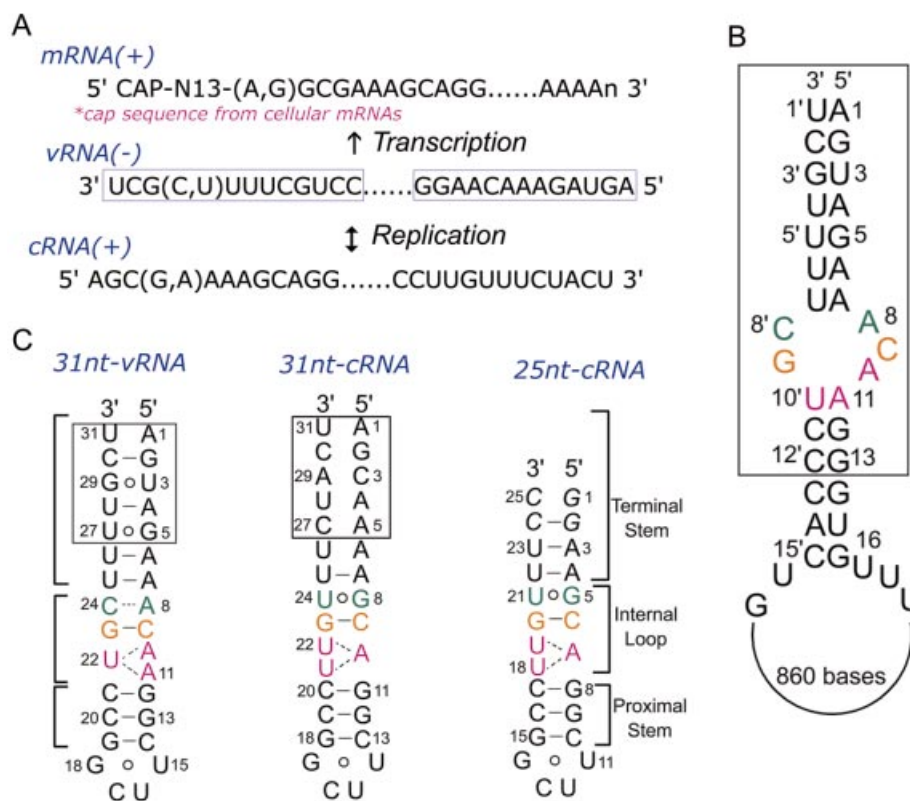 A
mRNA(+)
5' CAP-N13-(A,G)GCGAAAGCAGG......AAAAn 3'
*cap sequence from cellular mRNAs
↑ Transcription
vRNA(-)
3' UCG(C,U)UUUCGUCC......GGAACAAAGAUGA 5'
↕ Replication
cRNA(+)
5' AGC(G,A)AAAGCAGG......CCUUGUUUCUACU 3'
B
3' 5'
1' U A 1
C G
3' G U 3
U A
5' U G 5
U A
U A
8' C A 8
G C
A
10' U A 11
C G
12' C G 13
C G
A U 16
15' C G U U
U U
G
860 bases
C
31nt-vRNA
3' 5'
31 U A 1
C – G
29 G o U 3
U – A
27 U o G 5
U – A
U – A
24 C --- A 8
G – C
22 U A
A 11
C – G
20 C – G 13
G – C
18 G o U 15
C U
31nt-cRNA
3' 5'
31 U A 1
C G
29 A C 3
U A
27 C A 5
U – A
U – A
24 U o G 8
G – C
22 U A
U
20 C – G 11
C – G
18 G – C 13
G o U
C U
25nt-cRNA
3' 5'
25 C – G 1
C – G
23 U – A 3
U – A
21 U o G 5
G – C
U A
18 U
C – G 8
C – G
15 G – C
G o U 11
C U
Terminal
Stem
Internal
Loop
Proximal
Stem